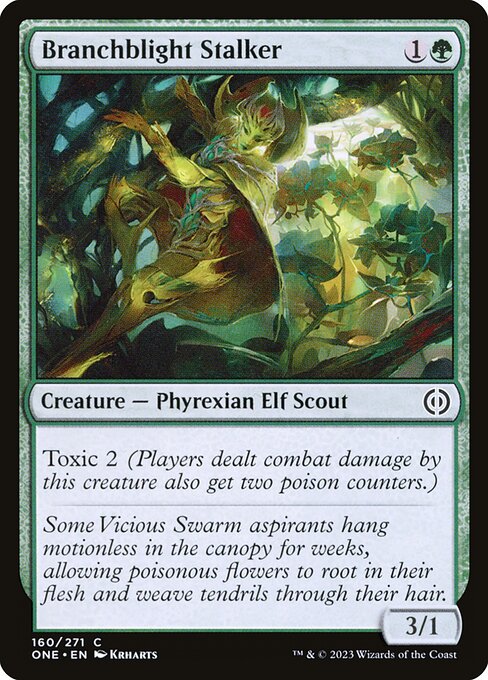 Branchblight Stalker 1
Creature — Phyrexian Elf Scout
Toxic 2 (Players dealt combat damage by
this creature also get two poison counters.)
Some Vicious Swarm aspirants hang
motionless in the canopy for weeks,
allowing poisonous flowers to root in their
flesh and weave tendrils through their hair.
3/1
160/271 C
ONE • EN Krharts
™ & © 2023 Wizards of the Coast